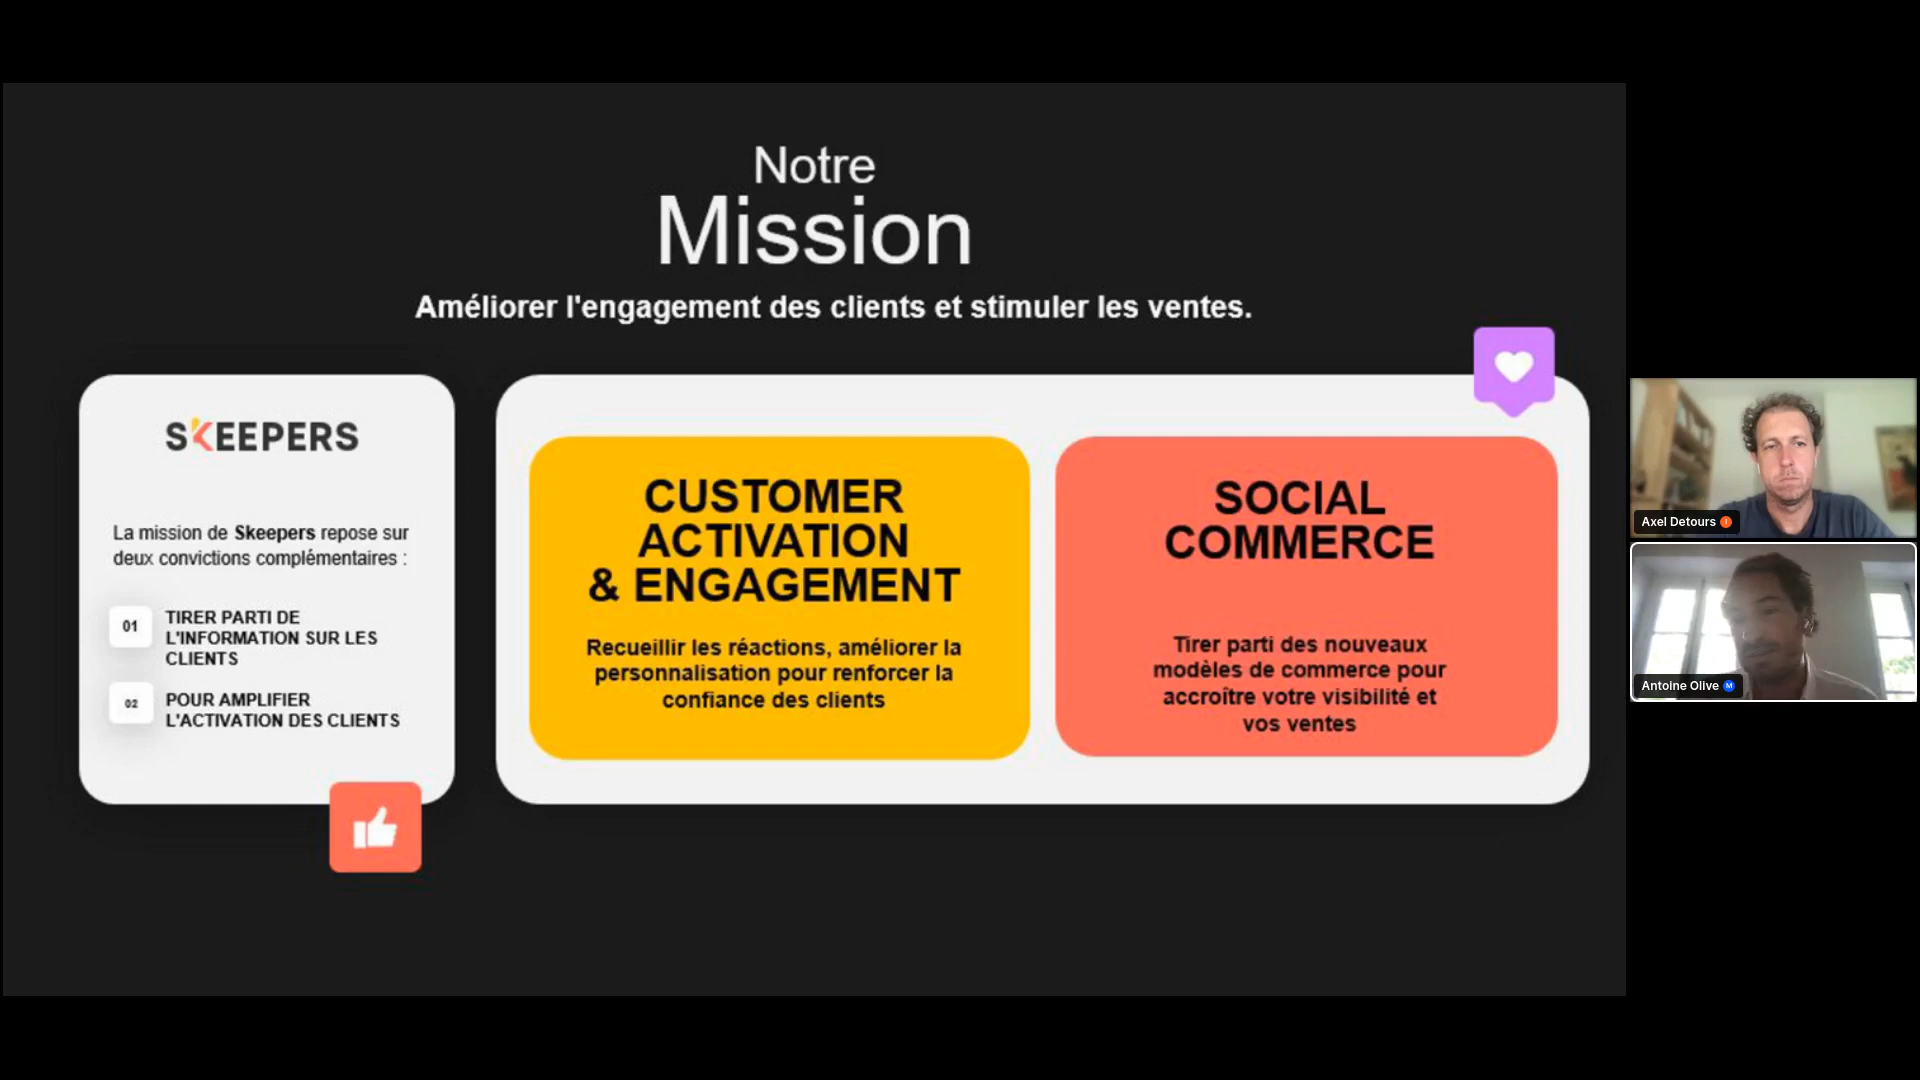 Notre
Mission
Améliorer l'engagement des clients et stimuler les ventes.
SKEEPERS
La mission de Skeepers repose sur
deux convictions complémentaires :
01
TIRER PARTI DE
L'INFORMATION SUR LES
CLIENTS
02
POUR AMPLIFIER
L'ACTIVATION DES CLIENTS
CUSTOMER
ACTIVATION
& ENGAGEMENT
Recueillir les réactions, améliorer la
personnalisation pour renforcer la
confiance des clients
SOCIAL
COMMERCE
Tirer parti des nouveaux
modèles de commerce pour
accroître votre visibilité et
vos ventes
Axel Detours I
Antoine Olive M